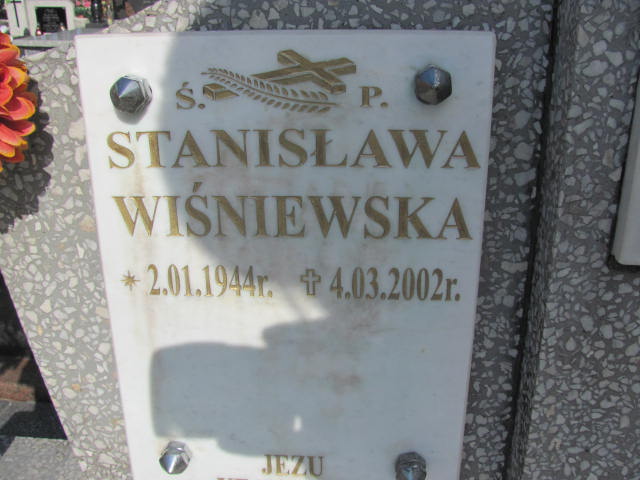 Ś. P.
STANISŁAWA
WIŚNIEWSKA
* 2.01.1944r. ✝ 4.03.2002r.
JEZU